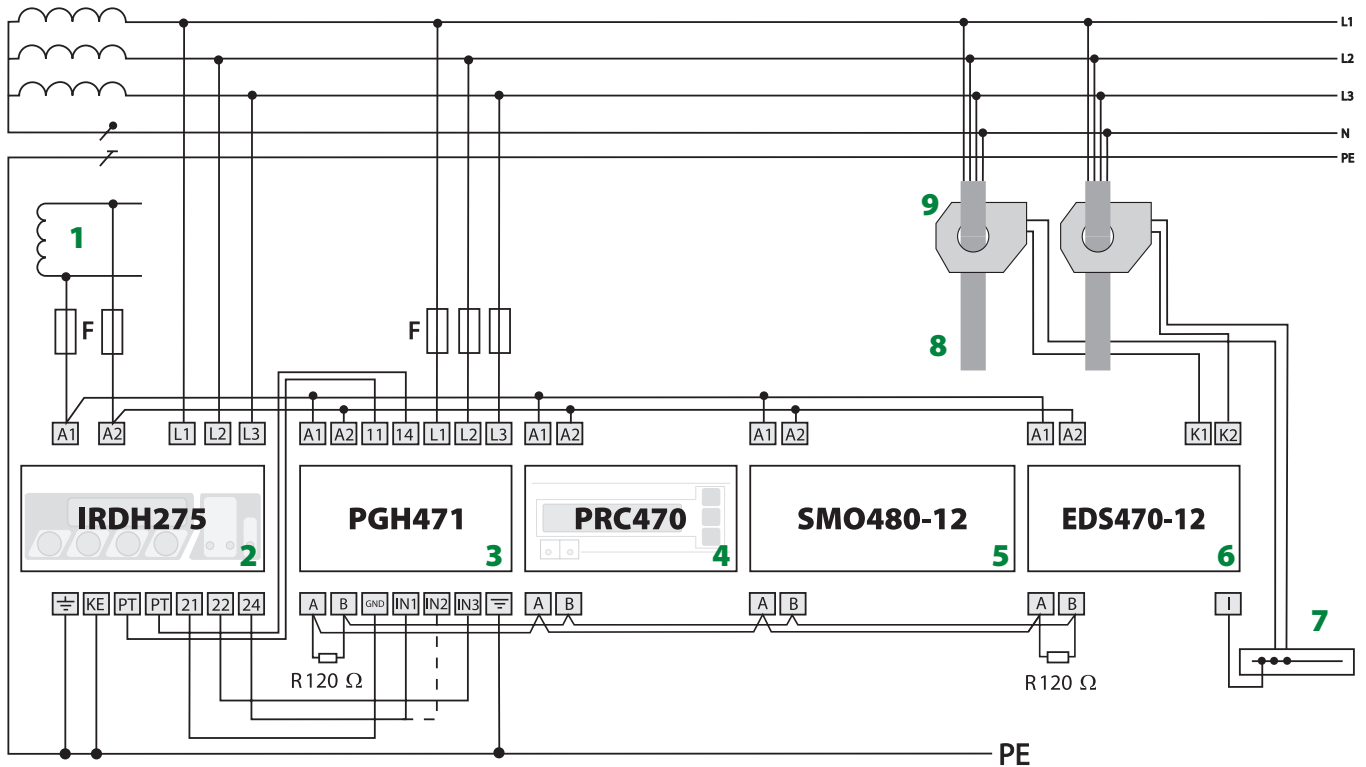 L1
L2
L3
N
PE
9
1
F
F
8
A1 A2 L1 L2 L3 A1 A2 11 14 L1 L2 L3 A1 A2 A1 A2 A1 A2 K1 K2
IRDH275 PGH471 PRC470 SMO480-12 EDS470-12
2 3 4 5 6
KE PT PT 21 22 24 A B GND IN1 IN2 IN3 A B A B A B I
7
R 120 Ω R 120 Ω
PE